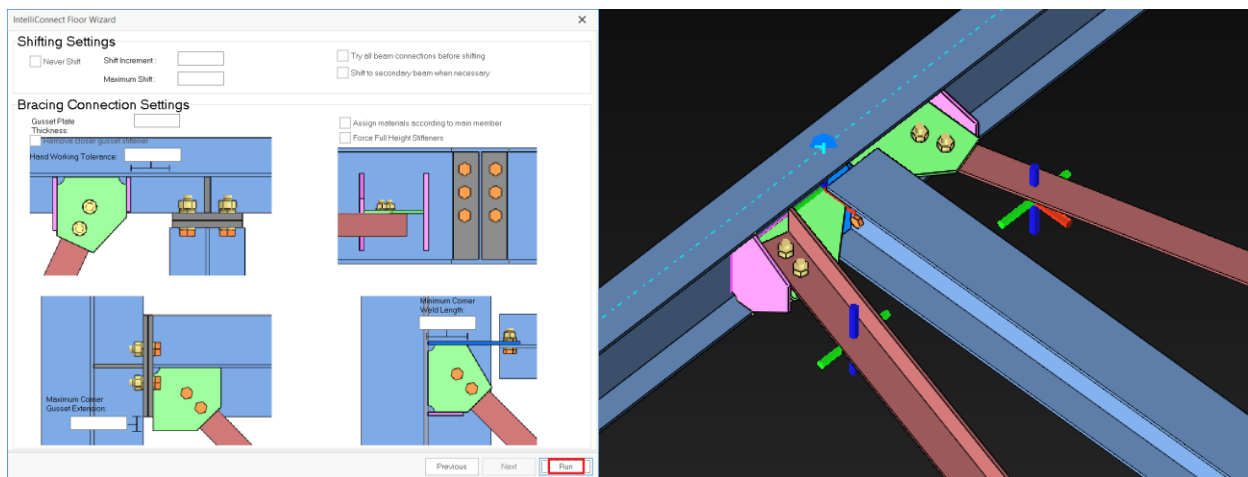 IntelliConnect Floor Wizard
Shifting Settings
Never Shift
Shift Increment :
Maximum Shift :
Try all beam connections before shifting
Shift to secondary beam when necessary
Bracing Connection Settings
Gusset Plate
Thickness:
Remove closer gusset stiffener
Hand Working Tolerance:
Assign materials according to main member
Force Full Height Stiffeners
Minimum Corner
Weld Length:
Maximum Corner
Gusset Extension:
Previous
Next
Run